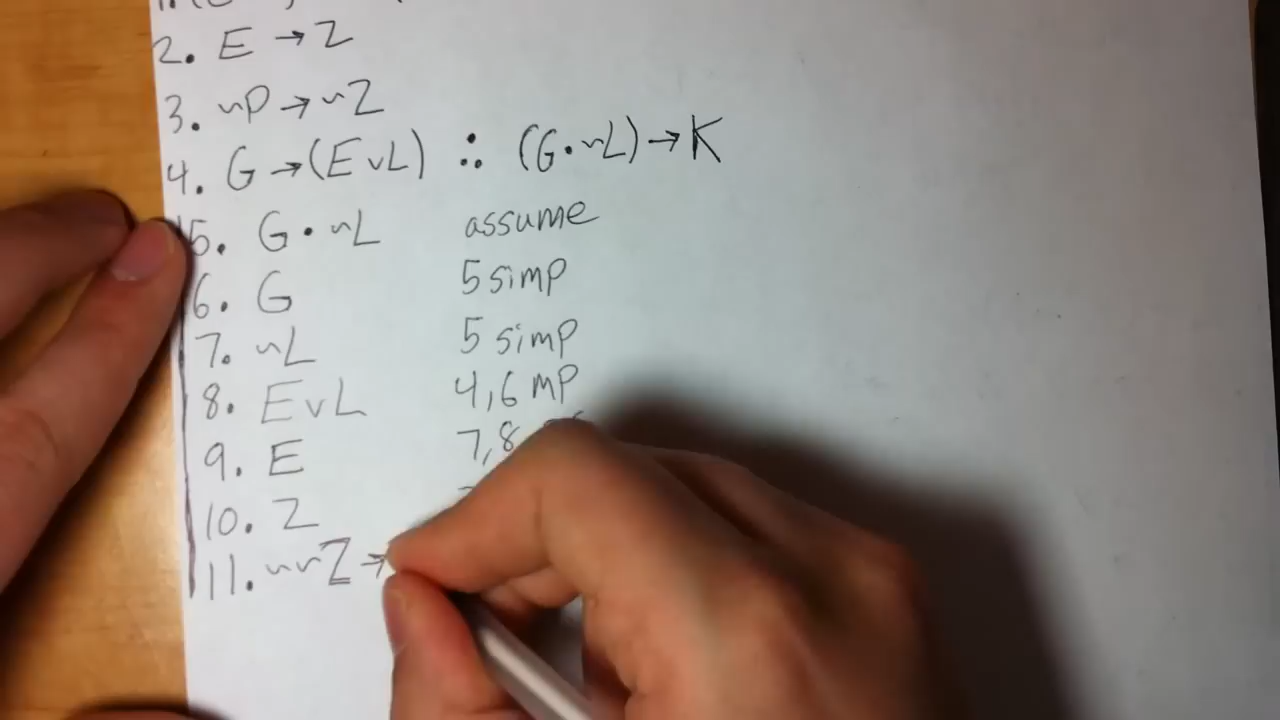 2. E → Z
3. ~P → ~Z
4. G → (E v L) ∴ (G • ~L) → K
5. G • ~L assume
6. G 5 simp
7. ~L 5 simp
8. E v L 4,6 MP
9. E 7,8
10. Z
11. ~~Z →